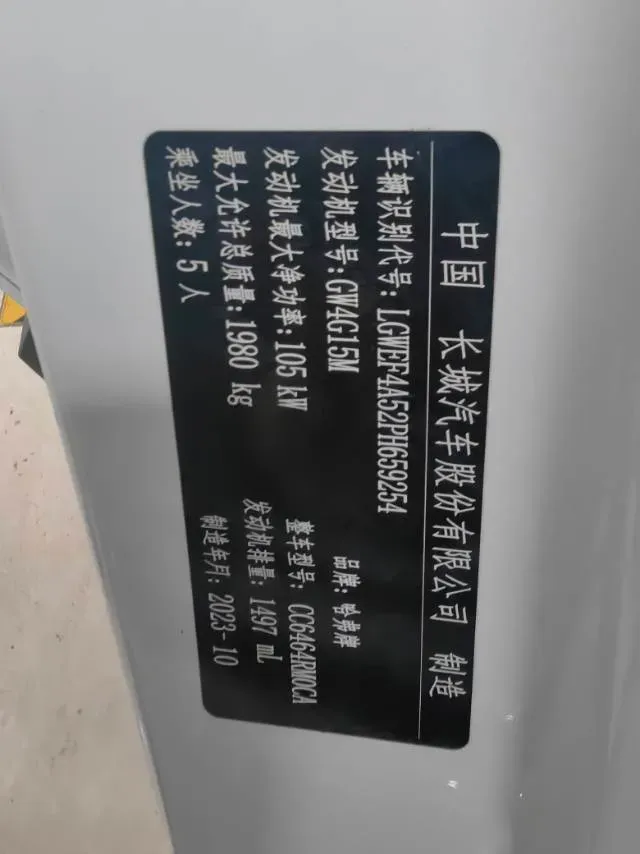 中国 长城汽车股份有限公司 制造
车辆识别代号:LGWEF4A52PH659254
发动机型号:GW4G15M 品牌:哈弗牌
发动机最大净功率:105 kW 整车型号:CC6464RM0CA
最大允许总质量:1980 kg 发动机排量:1497 mL
乘坐人数:5 人 制造年月:2023-10